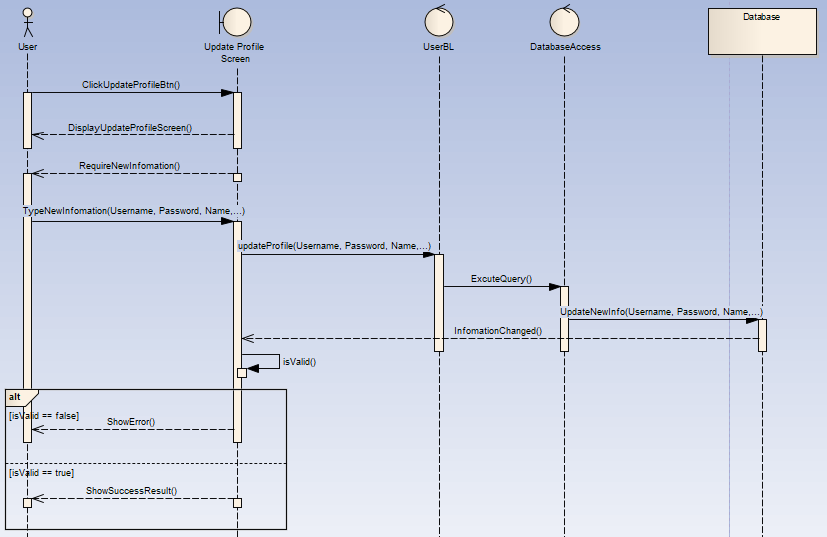 User
Update Profile
Screen
UserBL
DatabaseAccess
Database
ClickUpdateProfileBtn()
DisplayUpdateProfileScreen()
RequireNewInfomation()
TypeNewInfomation(Username, Password, Name,...)
updateProfile(Username, Password, Name,...)
ExcuteQuery()
UpdateNewInfo(Username, Password, Name,...)
InfomationChanged()
isValid()
alt
[isValid == false]
ShowError()
[isValid == true]
ShowSuccessResult()